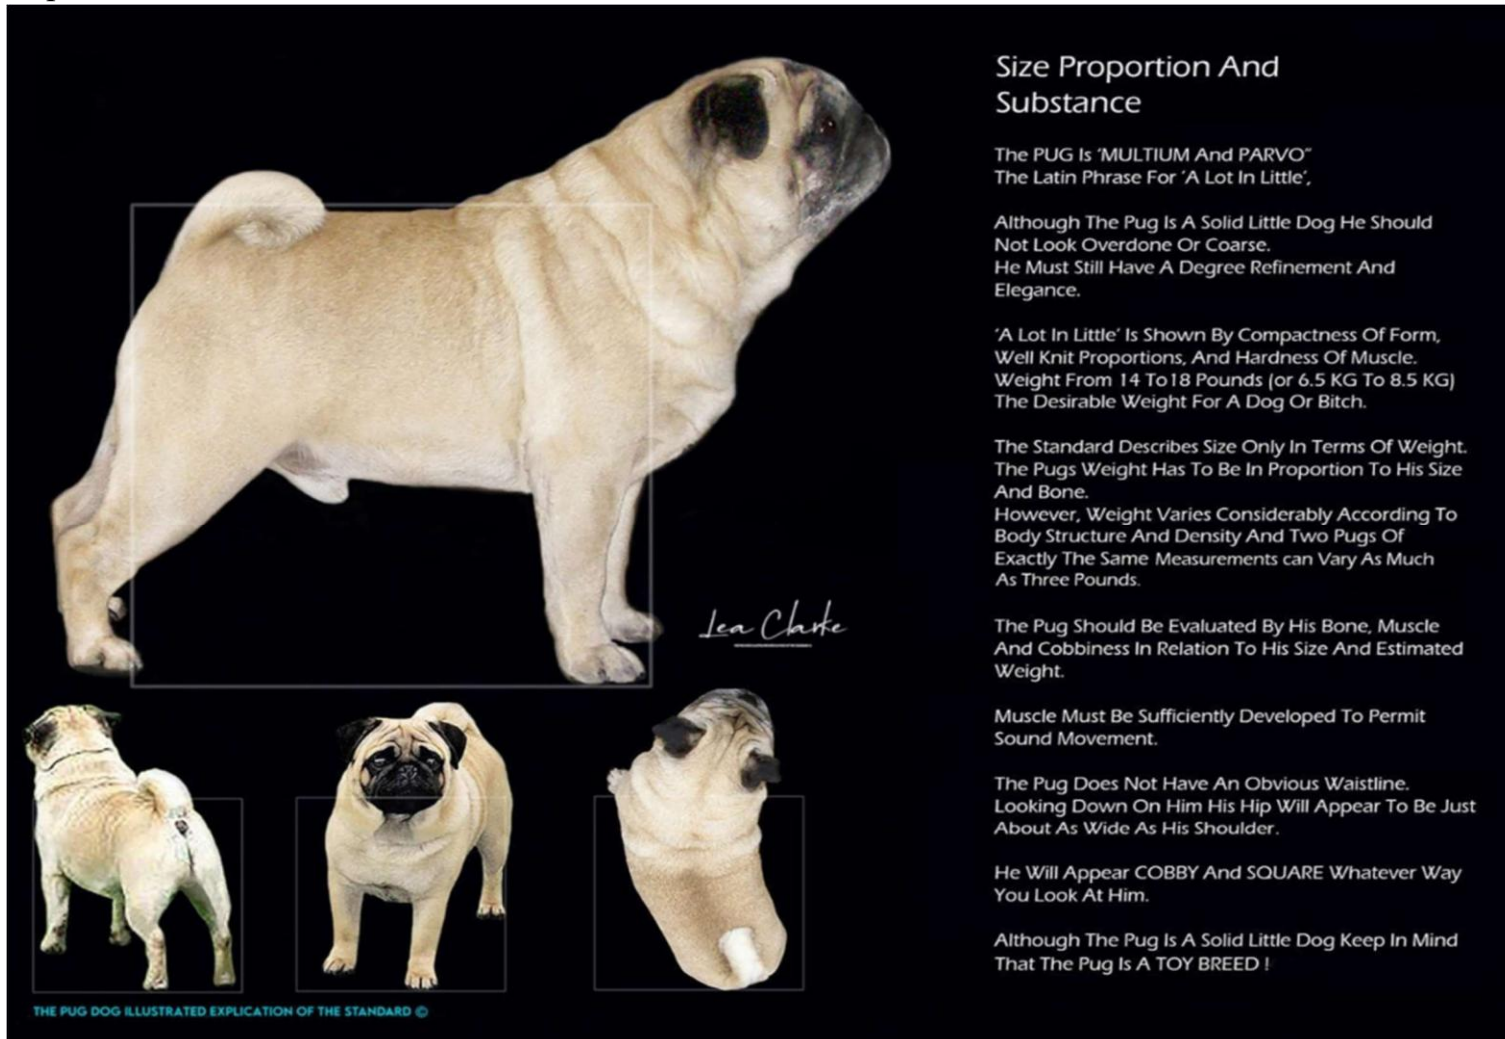 Size Proportion And
Substance
The PUG Is ‘MULTIUM And PARVO”
The Latin Phrase For ‘A Lot In Little’,
Although The Pug Is A Solid Little Dog He Should
Not Look Overdone Or Coarse.
He Must Still Have A Degree Refinement And
Elegance.
‘A Lot In Little’ Is Shown By Compactness Of Form,
Well Knit Proportions, And Hardness Of Muscle.
Weight From 14 To18 Pounds (or 6.5 KG To 8.5 KG)
The Desirable Weight For A Dog Or Bitch.
The Standard Describes Size Only In Terms Of Weight.
The Pugs Weight Has To Be In Proportion To His Size
And Bone.
However, Weight Varies Considerably According To
Body Structure And Density And Two Pugs Of
Exactly The Same Measurements can Vary As Much
As Three Pounds.
The Pug Should Be Evaluated By His Bone, Muscle
And Cobbiness In Relation To His Size And Estimated
Weight.
Muscle Must Be Sufficiently Developed To Permit
Sound Movement.
The Pug Does Not Have An Obvious Waistline.
Looking Down On Him His Hip Will Appear To Be Just
About As Wide As His Shoulder.
He Will Appear COBBY And SQUARE Whatever Way
You Look At Him.
Although The Pug Is A Solid Little Dog Keep In Mind
That The Pug Is A TOY BREED !
Lea Clarke
THE PUG DOG ILLUSTRATED EXPLICATION OF THE STANDARD ©